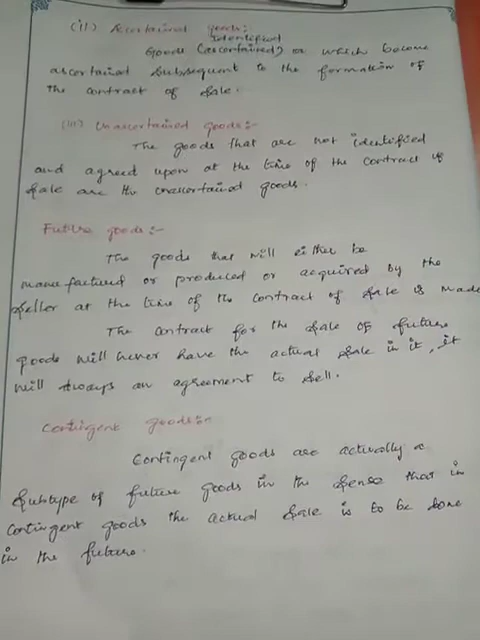 (ii) Ascertained goods:
Identified
Goods (ascertained) or which become
ascertained subsequent to the formation of
the contract of Sale.
(iii) Unascertained goods:-
The goods that are not identified
and agreed upon at the time of the contract of
Sale are the unascertained goods.
Future goods:-
The goods that will either be
manufactured or produced or acquired by the
Seller at the time of the contract of Sale is made
The contract for the Sale of future
goods will never have the actual Sale in it, it
will always an agreement to Sell.
Contingent goods:-
Contingent goods are actually a
Subtype of future goods in the Sense that in
Contingent goods the actual Sale is to be done
in the future.